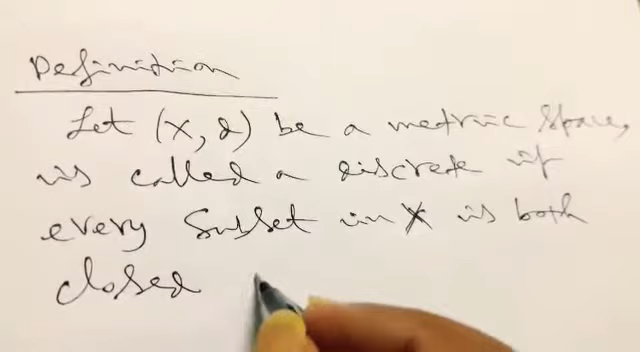 Definition
Let (X, d) be a metric space,
is called a discrete if
every subset in X is both
closed